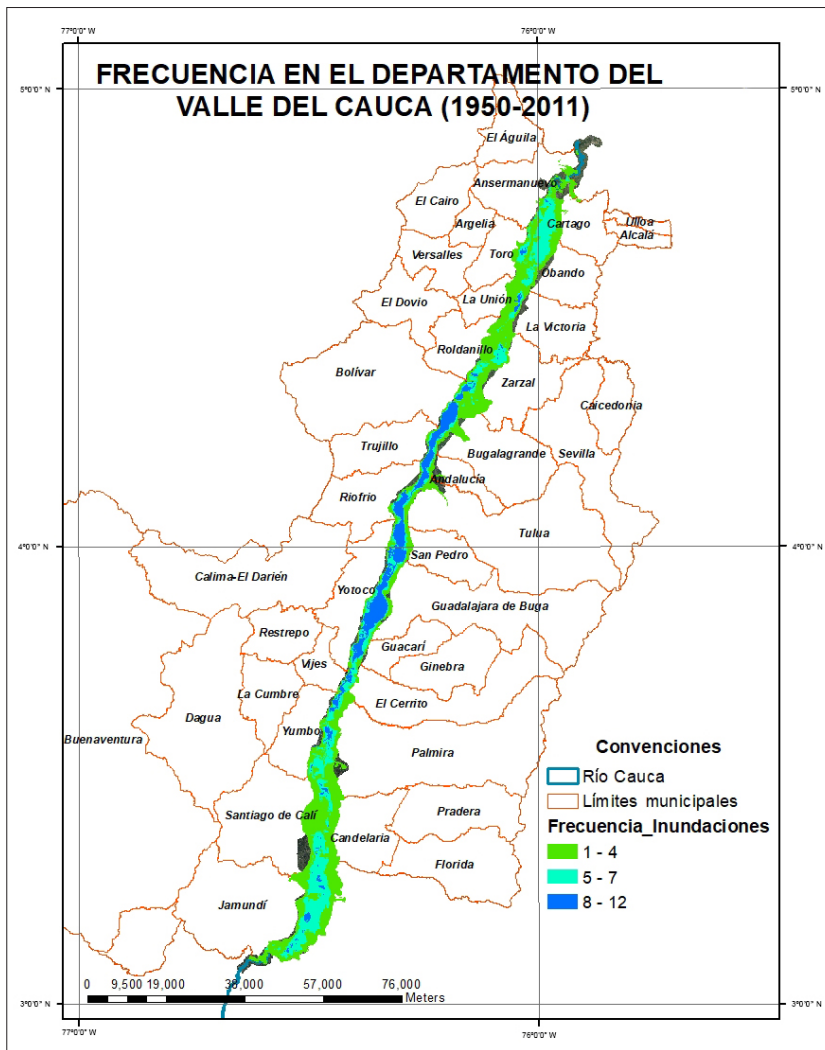 77°0'0" W
76°0'0" W
FRECUENCIA EN EL DEPARTAMENTO DEL
VALLE DEL CAUCA (1950-2011)
5°0'0" N
5°0'0" N
El Águila
Ansermanuevo
El Cairo
Argelia
Cartago
Ulloa
Alcalá
Versalles
Toro
Obando
El Dovio
La Unión
La Victoria
Roldanillo
Bolívar
Zarzal
Caicedonia
Trujillo
Bugalagrande
Sevilla
Andalucía
Riofrío
Tulua
4°0'0" N
4°0'0" N
San Pedro
Calima-El Darién
Yotoco
Guadalajara de Buga
Restrepo
Guacarí
Vijes
Ginebra
La Cumbre
El Cerrito
Dagua
Buenaventura
Yumbo
Palmira
Santiago de Calí
Pradera
Candelaria
Florida
Jamundí
Convenciones
Río Cauca
Límites municipales
Frecuencia_Inundaciones
1 - 4
5 - 7
8 - 12
0 9,500 19,000 38,000 57,000 76,000
Meters
3°0'0" N
3°0'0" N
77°0'0" W
76°0'0" W